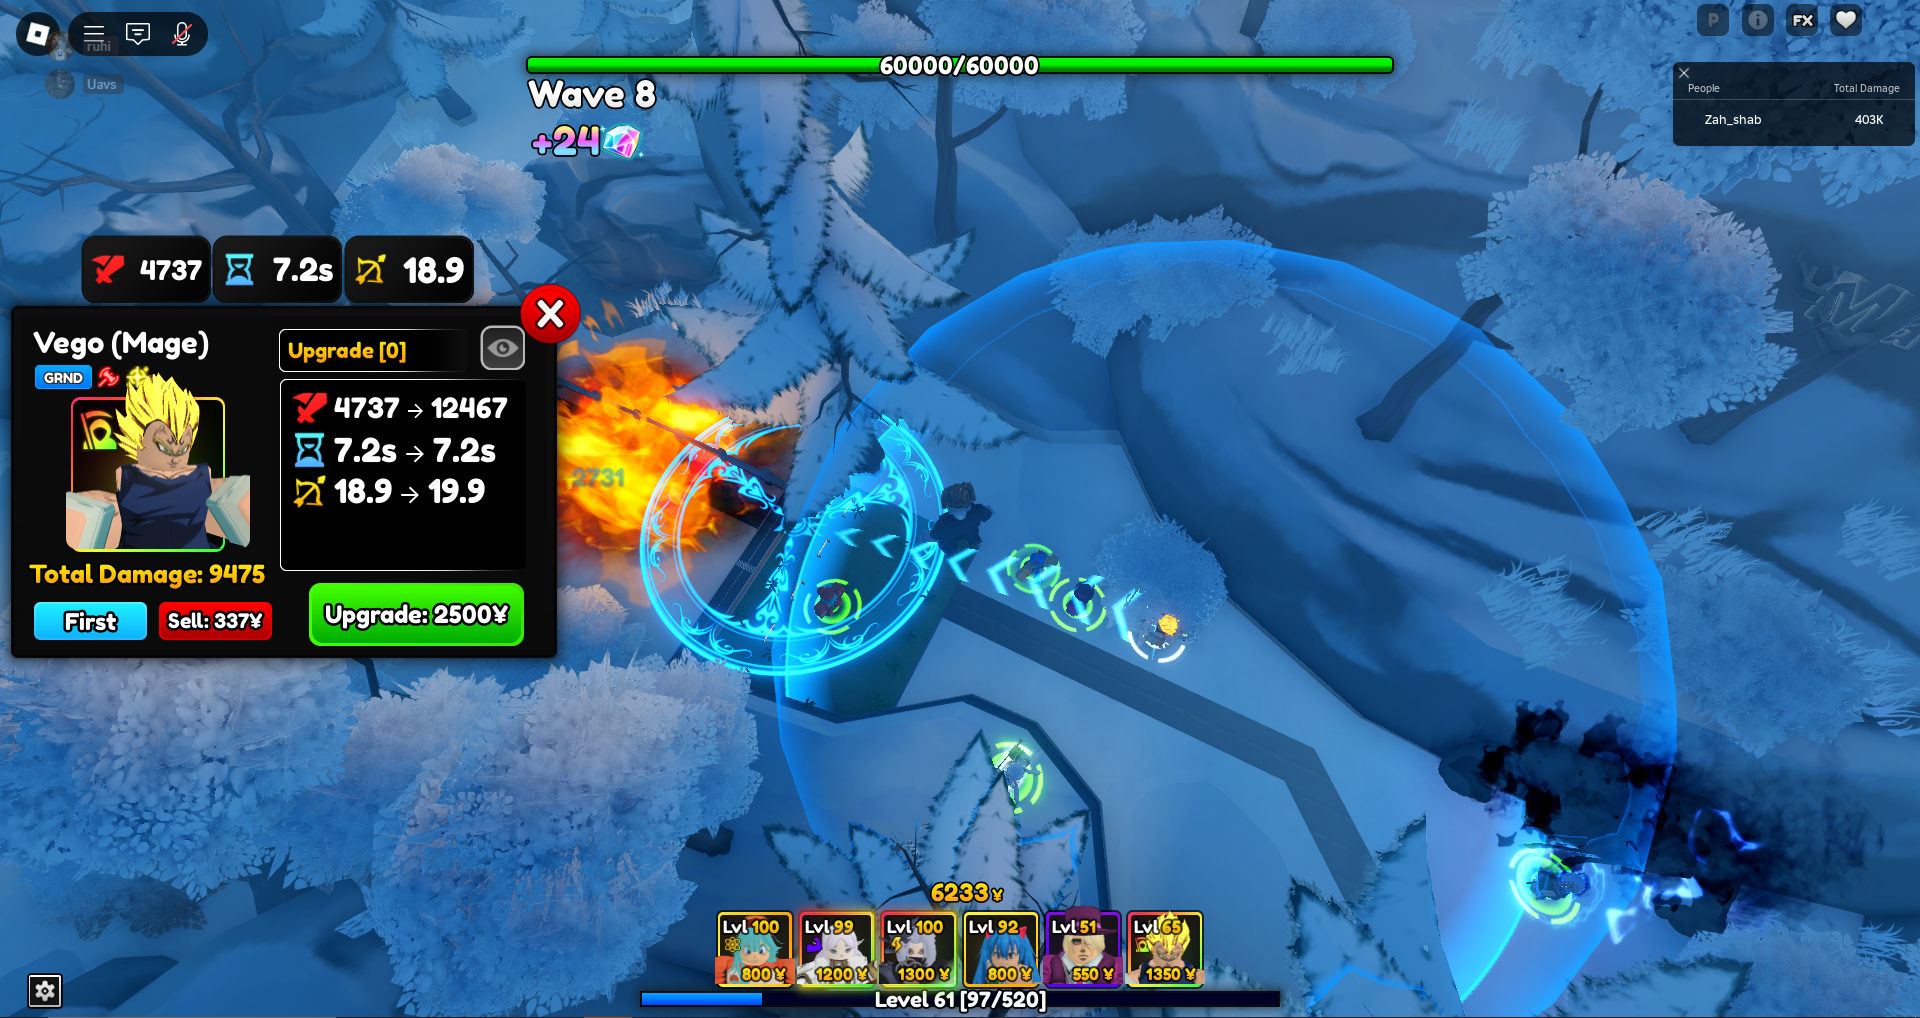 ruhi
Uavs
60000/60000
Wave 8
+24
P
FX
People Total Damage
Zah_shab 403K
4737
7.2s
18.9
Vego (Mage)
GRND
Upgrade [0]
4737 → 12467
7.2s → 7.2s
18.9 → 19.9
Total Damage: 9475
First
Sell: 337¥
Upgrade: 2500¥
2731
6233¥
Lvl 100
800 ¥
Lvl 99
1200 ¥
Lvl 100
1300 ¥
Lvl 92
800 ¥
Lvl 51
550 ¥
Lvl 65
1350 ¥
Level 61 [97/520]